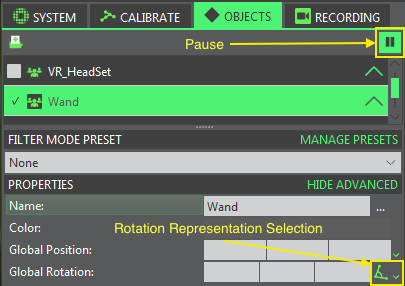 SYSTEM CALIBRATE OBJECTS RECORDING
Pause
VR_HeadSet
Wand
FILTER MODE PRESET MANAGE PRESETS
None
PROPERTIES HIDE ADVANCED
Name: Wand ...
Color: Rotation Representation Selection
Global Position:
Global Rotation: